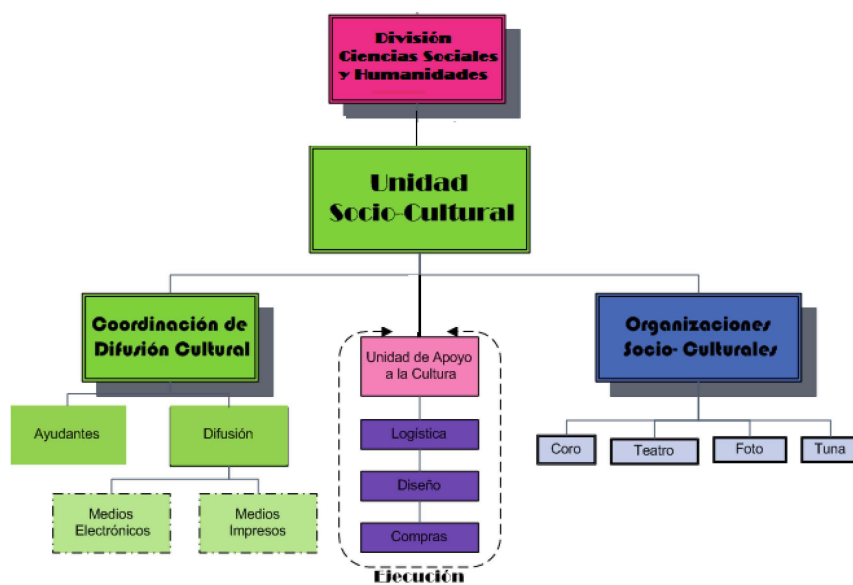 División
Ciencias Sociales
y Humanidades
Unidad
Socio-Cultural
Coordinación de
Difusión Cultural
Unidad de Apoyo
a la Cultura
Organizaciones
Socio- Culturales
Ayudantes
Difusión
Logística
Coro
Teatro
Foto
Tuna
Medios
Electrónicos
Medios
Impresos
Diseño
Compras
Ejecución